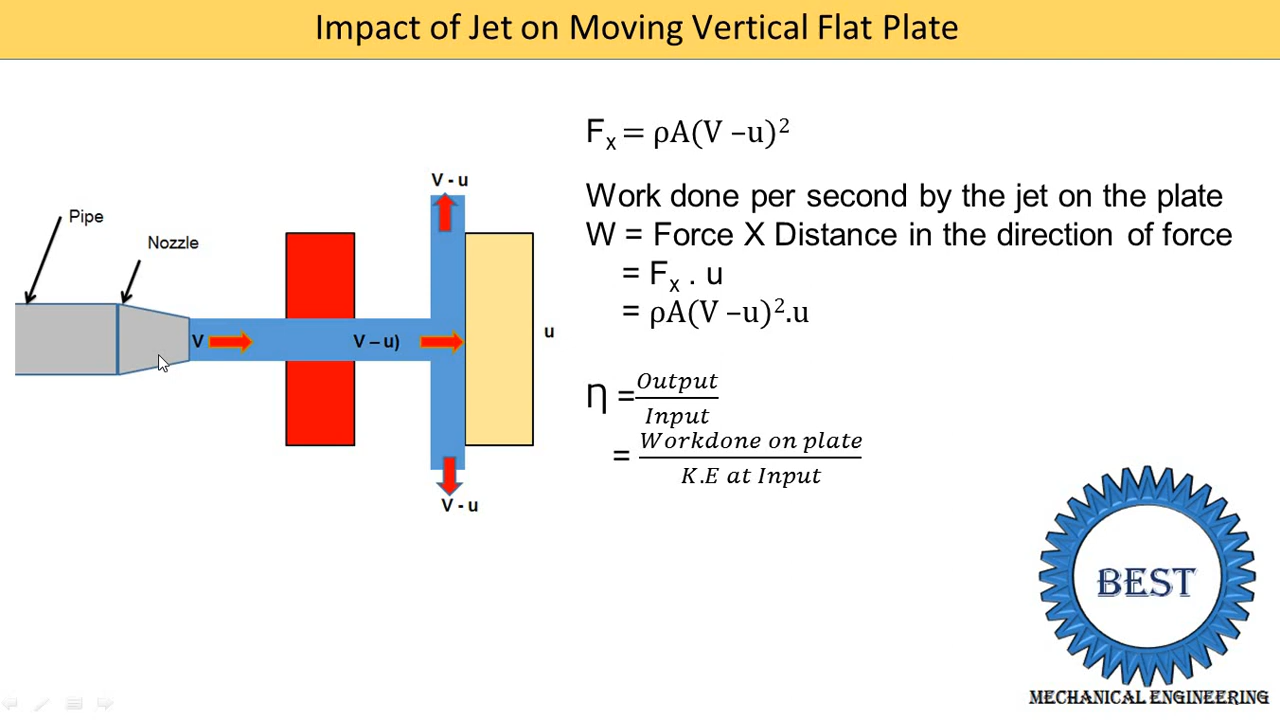 Impact of Jet on Moving Vertical Flat Plate
Pipe
Nozzle
V - u
V
V – u)
u
V - u
Fₓ = ρA(V –u)²
Work done per second by the jet on the plate
W = Force X Distance in the direction of force
= Fₓ . u
= ρA(V –u)².u
Ƞ = Output / Input
= Workdone on plate / K.E at Input
BEST
MECHANICAL ENGINEERING